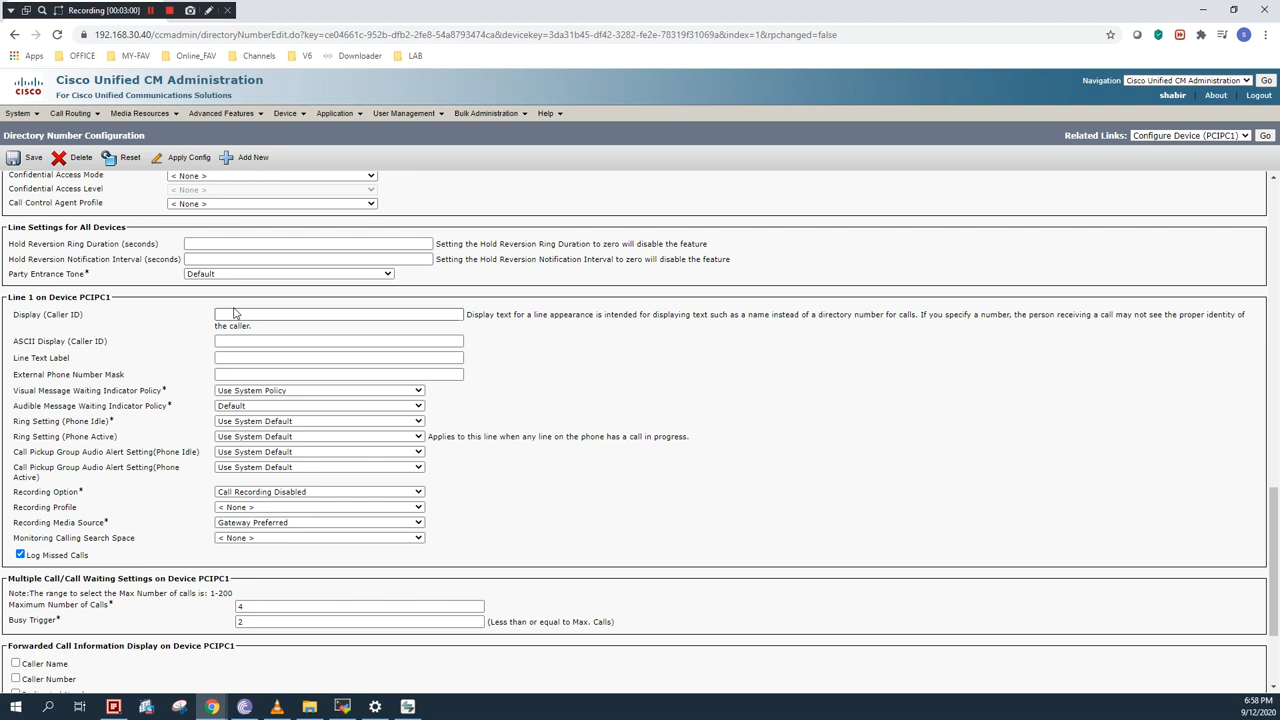 Recording [00:03:00]
192.168.30.40/ccmadmin/directoryNumberEdit.do?key=ce04661c-952b-dfb2-2fe8-54a8793474ca&devicekey=3da31b45-df42-3282-fe2e-78319f31069a&index=1&rpchanged=false
Apps OFFICE MY-FAV Online_FAV Channels V6 Downloader LAB
Cisco Unified CM Administration
For Cisco Unified Communications Solutions
CISCO
Navigation Cisco Unified CM Administration Go
shabir About Logout
System Call Routing Media Resources Advanced Features Device Application User Management Bulk Administration Help
Directory Number Configuration Related Links: Configure Device (PCIPC1) Go
Save Delete Reset Apply Config Add New
Confidential Access Mode < None >
Confidential Access Level < None >
Call Control Agent Profile < None >
Line Settings for All Devices
Hold Reversion Ring Duration (seconds) Setting the Hold Reversion Ring Duration to zero will disable the feature
Hold Reversion Notification Interval (seconds) Setting the Hold Reversion Notification Interval to zero will disable the feature
Party Entrance Tone* Default
Line 1 on Device PCIPC1
Display (Caller ID) Display text for a line appearance is intended for displaying text such as a name instead of a directory number for calls. If you specify a number, the person receiving a call may not see the proper identity of
the caller.
ASCII Display (Caller ID)
Line Text Label
External Phone Number Mask
Visual Message Waiting Indicator Policy* Use System Policy
Audible Message Waiting Indicator Policy* Default
Ring Setting (Phone Idle)* Use System Default
Ring Setting (Phone Active) Use System Default Applies to this line when any line on the phone has a call in progress.
Call Pickup Group Audio Alert Setting(Phone Idle) Use System Default
Call Pickup Group Audio Alert Setting(Phone Use System Default
Active)
Recording Option* Call Recording Disabled
Recording Profile < None >
Recording Media Source* Gateway Preferred
Monitoring Calling Search Space < None >
Log Missed Calls
Multiple Call/Call Waiting Settings on Device PCIPC1
Note:The range to select the Max Number of calls is: 1-200
Maximum Number of Calls* 4
Busy Trigger* 2 (Less than or equal to Max. Calls)
Forwarded Call Information Display on Device PCIPC1
Caller Name
Caller Number
6:58 PM
9/12/2020